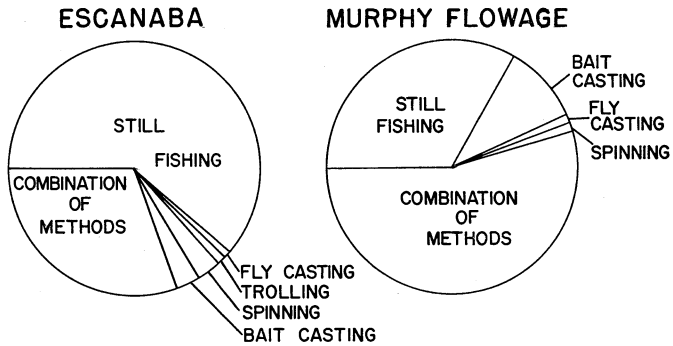 ESCANABA
STILL
FISHING
COMBINATION
OF
METHODS
FLY CASTING
TROLLING
SPINNING
BAIT CASTING
MURPHY FLOWAGE
STILL
FISHING
BAIT
CASTING
FLY
CASTING
SPINNING
COMBINATION
OF
METHODS